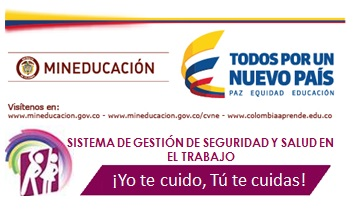 MINEDUCACIÓN
TODOS POR UN
NUEVO PAÍS
PAZ EQUIDAD EDUCACIÓN
Visítenos en:
www.mineducacion.gov.co - www.mineducacion.gov.co/cvne - www.colombiaaprende.edu.co
SISTEMA DE GESTIÓN DE SEGURIDAD Y SALUD EN
EL TRABAJO
¡Yo te cuido, Tú te cuidas!